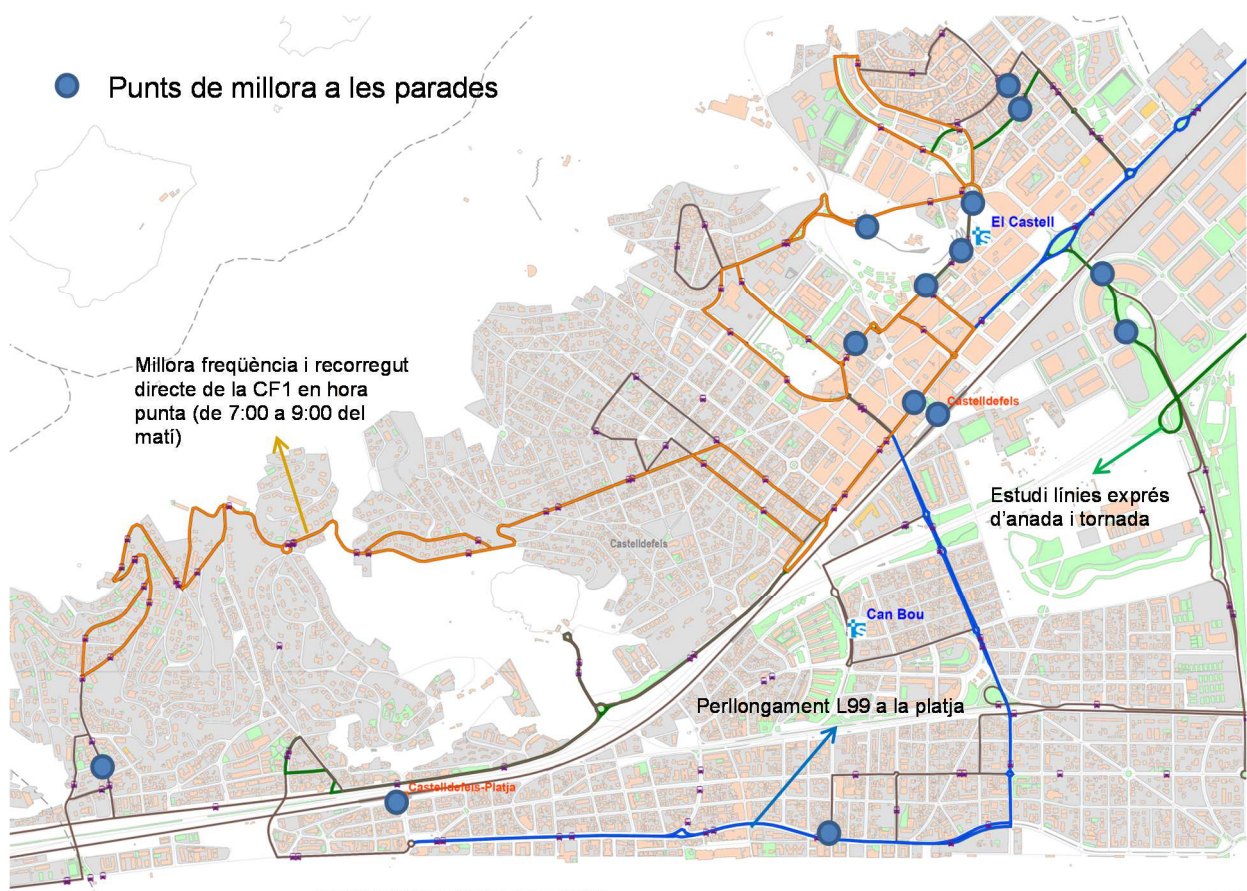 Punts de millora a les parades
El Castell
Millora freqüència i recorregut
directe de la CF1 en hora
punta (de 7:00 a 9:00 del
matí)
Castelldefels
Estudi línies exprés
d'anada i tornada
Castelldefels
Can Bou
Perllongament L99 a la platja
Castelldefels-Platja